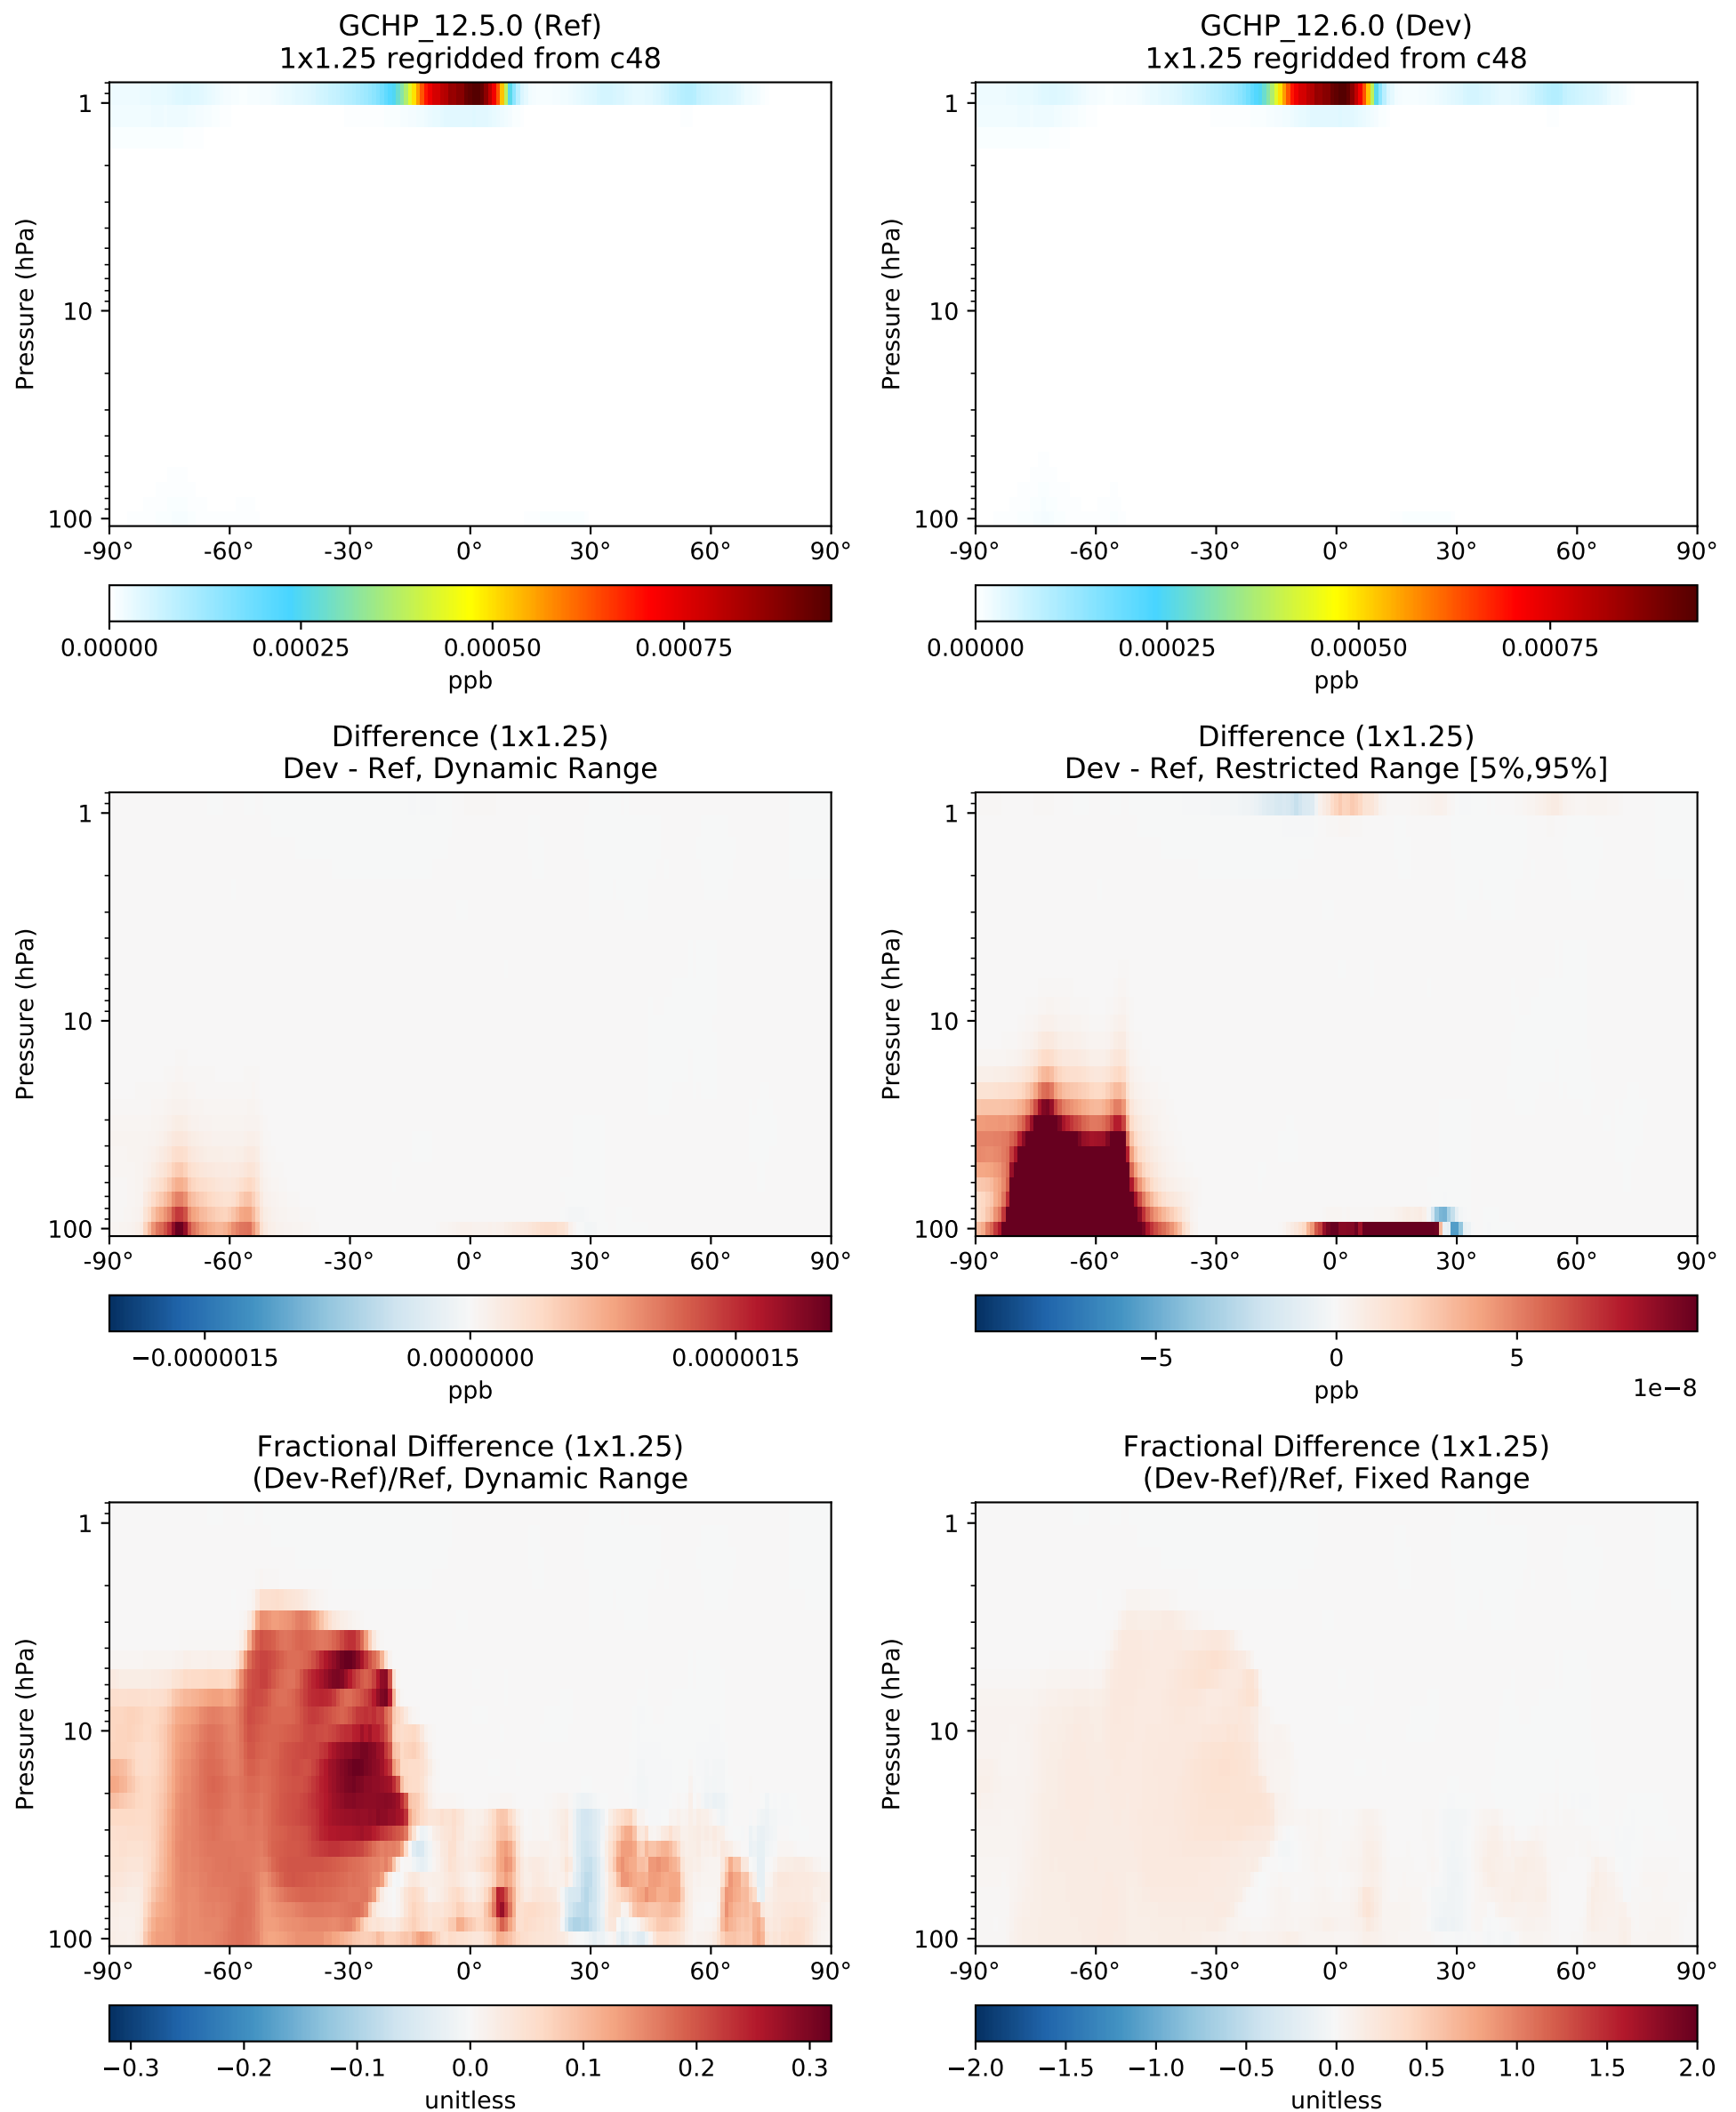 GCHP_12.5.0 (Ref)
1x1.25 regridded from c48
Pressure (hPa)
1
10
100
-90° -60° -30° 0° 30° 60° 90°
0.00000 0.00025 0.00050 0.00075
ppb
GCHP_12.6.0 (Dev)
1x1.25 regridded from c48
Pressure (hPa)
1
10
100
-90° -60° -30° 0° 30° 60° 90°
0.00000 0.00025 0.00050 0.00075
ppb
Difference (1x1.25)
Dev - Ref, Dynamic Range
Pressure (hPa)
1
10
100
-90° -60° -30° 0° 30° 60° 90°
−0.0000015 0.0000000 0.0000015
ppb
Difference (1x1.25)
Dev - Ref, Restricted Range [5%,95%]
Pressure (hPa)
1
10
100
-90° -60° -30° 0° 30° 60° 90°
−5 0 5
1e−8
ppb
Fractional Difference (1x1.25)
(Dev-Ref)/Ref, Dynamic Range
Pressure (hPa)
1
10
100
-90° -60° -30° 0° 30° 60° 90°
−0.3 −0.2 −0.1 0.0 0.1 0.2 0.3
unitless
Fractional Difference (1x1.25)
(Dev-Ref)/Ref, Fixed Range
Pressure (hPa)
1
10
100
-90° -60° -30° 0° 30° 60° 90°
−2.0 −1.5 −1.0 −0.5 0.0 0.5 1.0 1.5 2.0
unitless